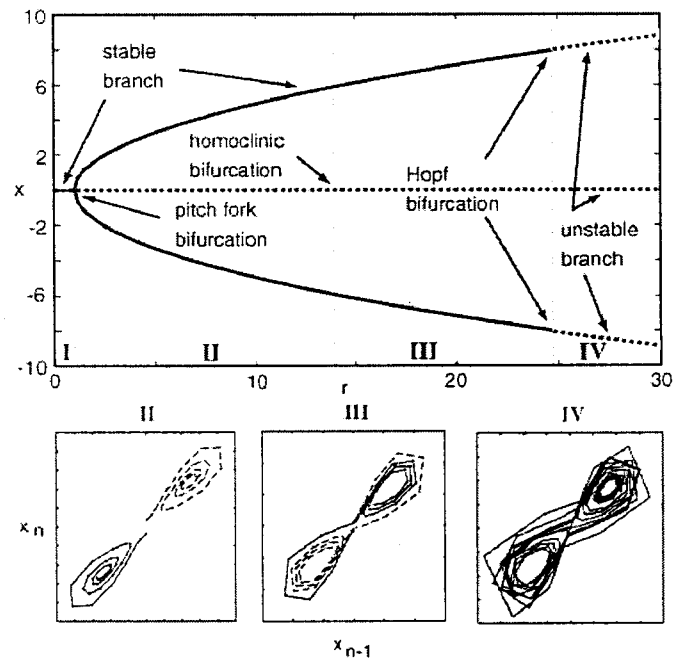 10
stable
branch
6
homoclinic
bifurcation
2
x
Hopf
bifurcation
-2
pitch fork
bifurcation
unstable
branch
-6
I
II
III
IV
-10
0
10
r
20
30
II
III
IV
x n
x n-1